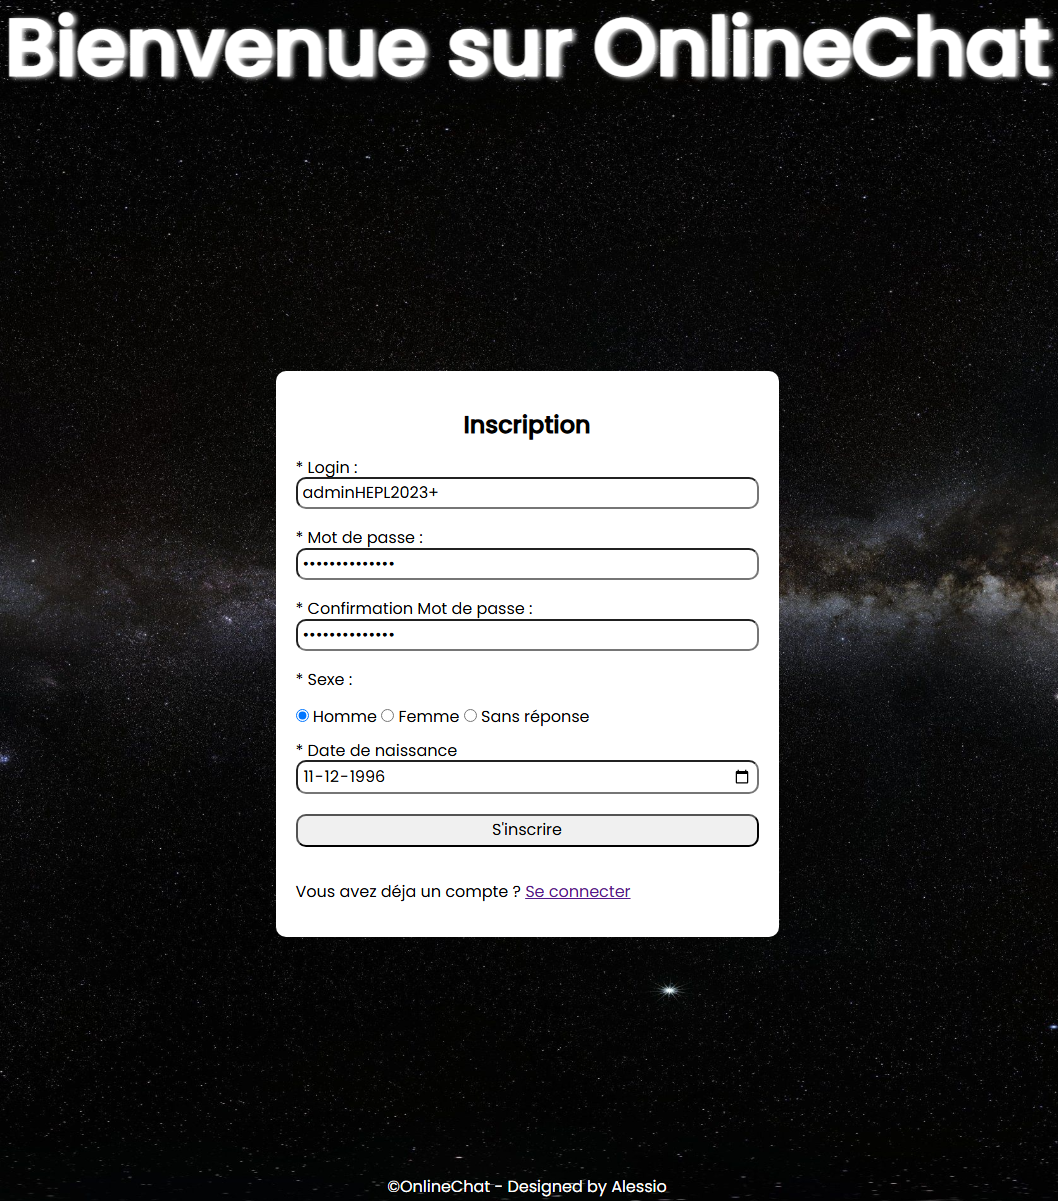 Bienvenue sur OnlineChat
Inscription
* Login :
adminHEPL2023+
* Mot de passe :
••••••••••••••
* Confirmation Mot de passe :
••••••••••••••
* Sexe :
Homme Femme Sans réponse
* Date de naissance
11-12-1996
S'inscrire
Vous avez déja un compte ? Se connecter
©OnlineChat - Designed by Alessio